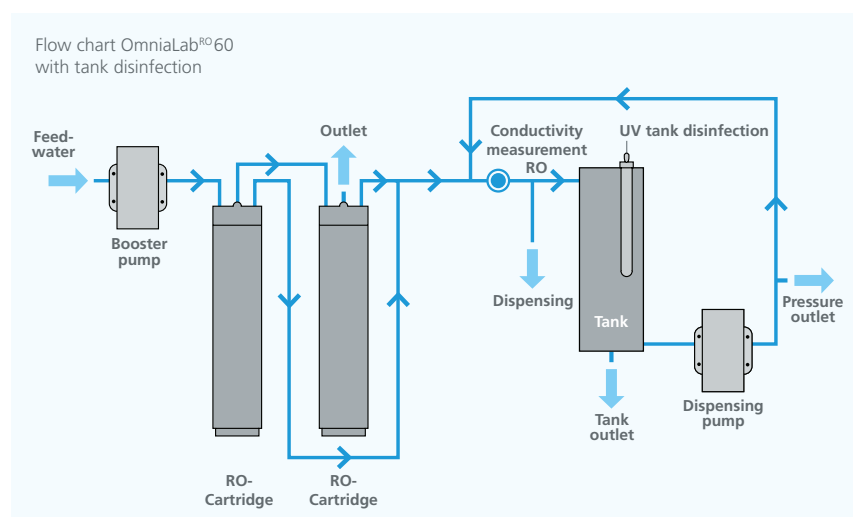 Flow chart OmniaLabRO60
with tank disinfection
Feed-
water
Booster
pump
Outlet
Conductivity
measurement
RO
UV tank disinfection
Dispensing
Tank
Pressure
outlet
Tank
outlet
Dispensing
pump
RO-
Cartridge
RO-
Cartridge